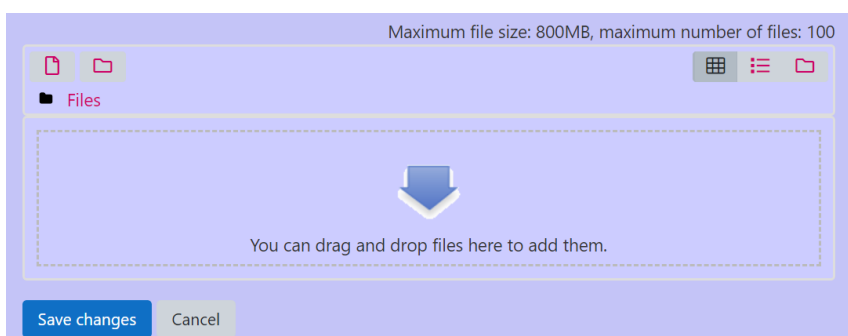 Maximum file size: 800MB, maximum number of files: 100
Files
You can drag and drop files here to add them.
Save changes Cancel